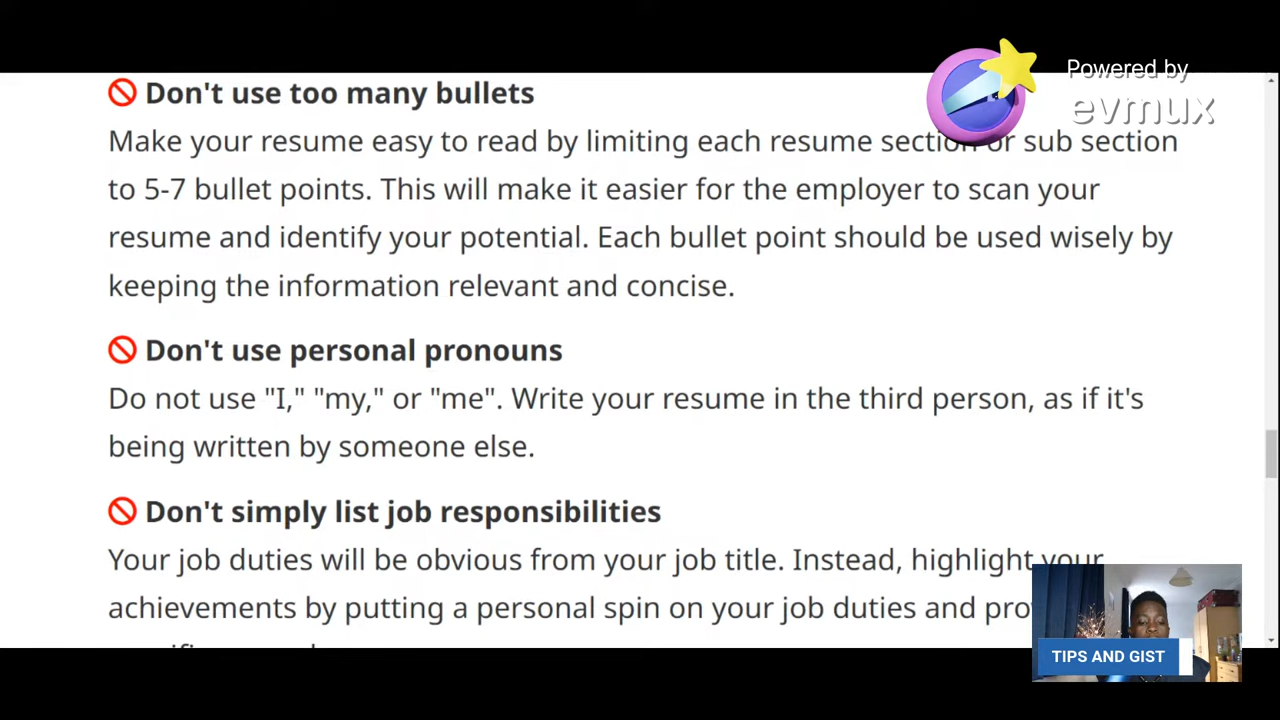 Powered by
evmux
🚫 Don't use too many bullets
Make your resume easy to read by limiting each resume section or sub section
to 5-7 bullet points. This will make it easier for the employer to scan your
resume and identify your potential. Each bullet point should be used wisely by
keeping the information relevant and concise.
🚫 Don't use personal pronouns
Do not use "I," "my," or "me". Write your resume in the third person, as if it's
being written by someone else.
🚫 Don't simply list job responsibilities
Your job duties will be obvious from your job title. Instead, highlight your
achievements by putting a personal spin on your job duties and
TIPS AND GIST